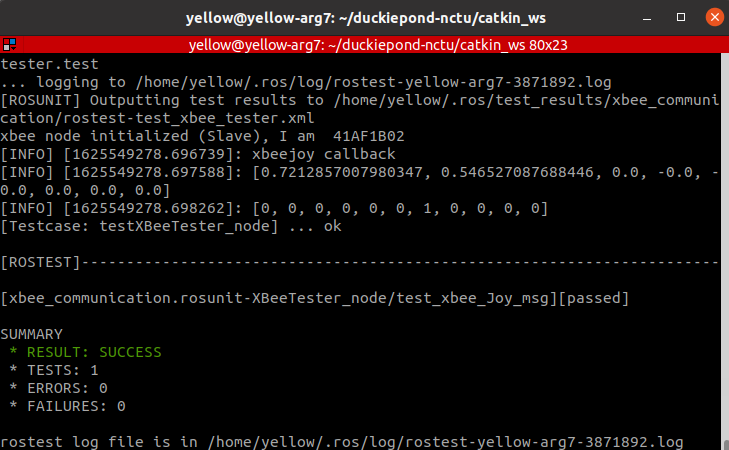 yellow@yellow-arg7: ~/duckiepond-nctu/catkin_ws
yellow@yellow-arg7: ~/duckiepond-nctu/catkin_ws 80x23
tester.test
... logging to /home/yellow/.ros/log/rostest-yellow-arg7-3871892.log
[ROSUNIT] Outputting test results to /home/yellow/.ros/test_results/xbee_communi
cation/rostest-test_xbee_tester.xml
xbee node initialized (Slave), I am  41AF1B02
[INFO] [1625549278.696739]: xbeejoy callback
[INFO] [1625549278.697588]: [0.7212857007980347, 0.546527087688446, 0.0, -0.0, -
0.0, 0.0, 0.0, 0.0]
[INFO] [1625549278.698262]: [0, 0, 0, 0, 0, 0, 1, 0, 0, 0, 0]
[Testcase: testXBeeTester_node] ... ok
[ROSTEST]-----------------------------------------------------------------------
[xbee_communication.rosunit-XBeeTester_node/test_xbee_Joy_msg][passed]
SUMMARY
 * RESULT: SUCCESS
 * TESTS: 1
 * ERRORS: 0
 * FAILURES: 0
rostest log file is in /home/yellow/.ros/log/rostest-yellow-arg7-3871892.log